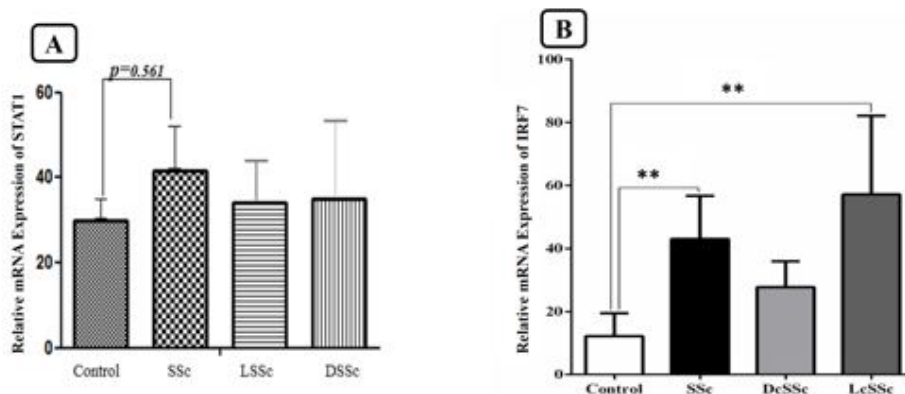 A
p=0.561
Relative mRNA Expression of STAT1
60
40
20
0
Control SSc LSSc DSSc
B
Relative mRNA Expression of IRF7
100
80
60
40
20
0
**
**
Control SSc DcSSc LcSSc